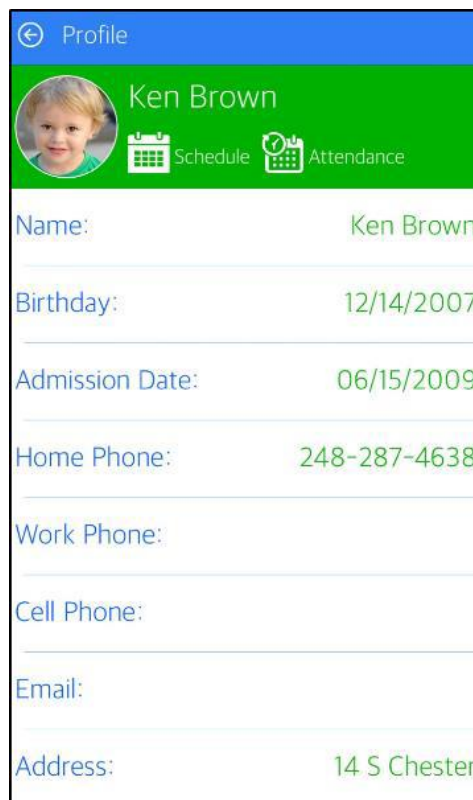 Profile
Ken Brown
Schedule Attendance
Name: Ken Brown
Birthday: 12/14/2007
Admission Date: 06/15/2009
Home Phone: 248-287-4638
Work Phone:
Cell Phone:
Email:
Address: 14 S Chester